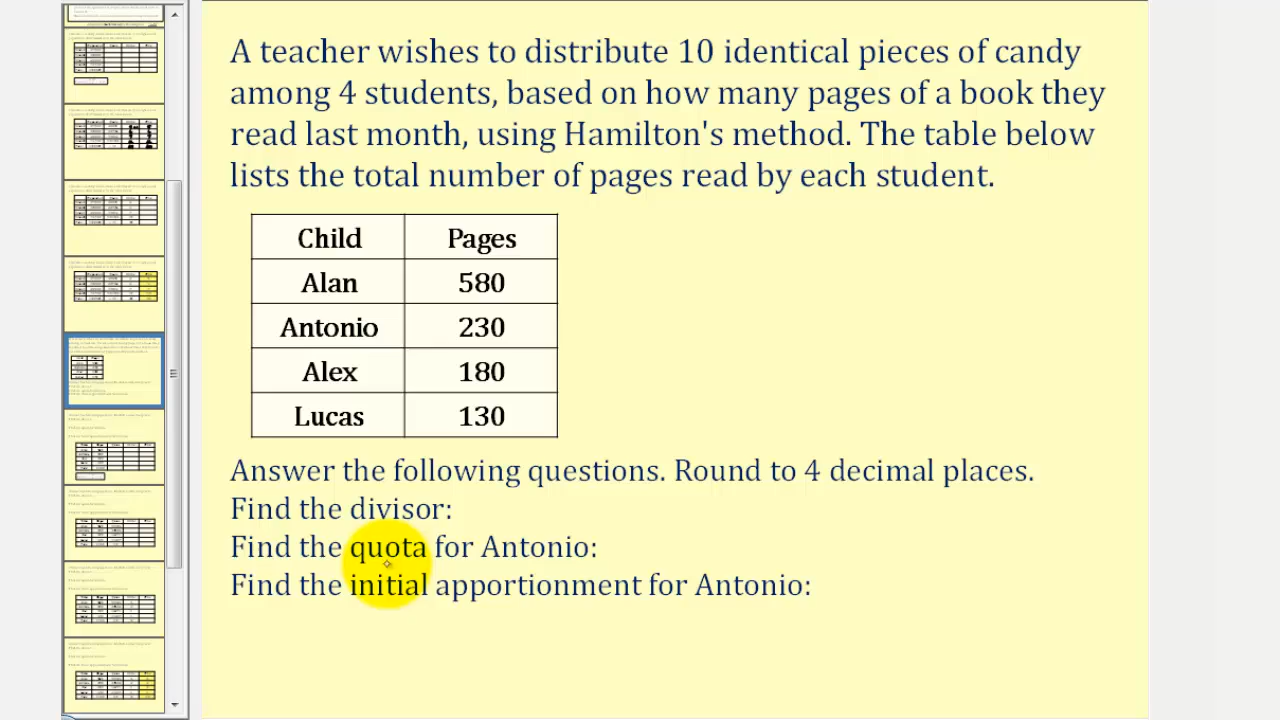 A teacher wishes to distribute 10 identical pieces of candy
among 4 students, based on how many pages of a book they
read last month, using Hamilton's method. The table below
lists the total number of pages read by each student.
Child Pages
Alan 580
Antonio 230
Alex 180
Lucas 130
Answer the following questions. Round to 4 decimal places.
Find the divisor:
Find the quota for Antonio:
Find the initial apportionment for Antonio: